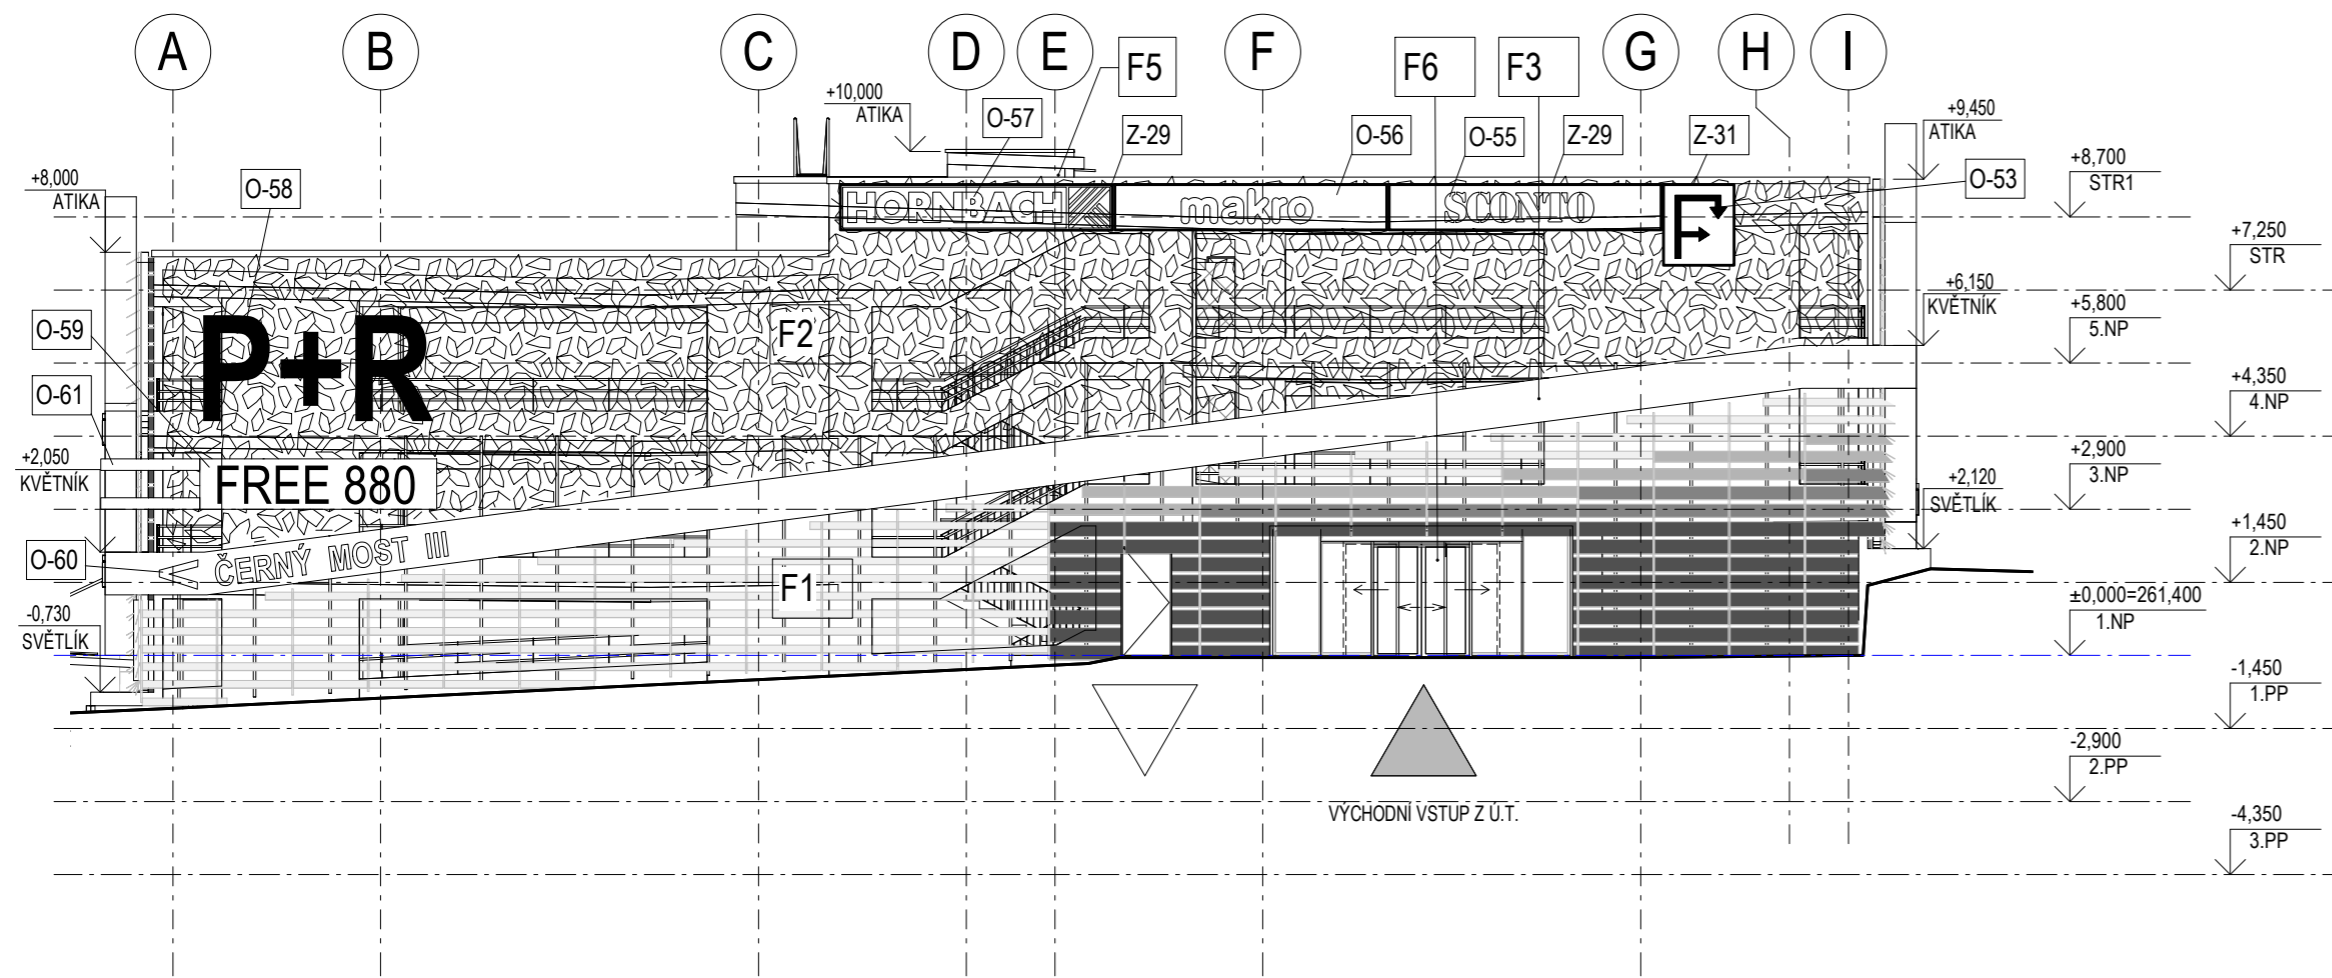 A B C D E F G H I
F5
F6
F3
+10,000
ATIKA
O-57
Z-29
O-56
O-55
Z-29
Z-31
+9,450
ATIKA
O-53
+8,700
STR1
+8,000
ATIKA
O-58
HORNBACH
makro
SCONTO
F
+7,250
STR
+6,150
KVĚTNÍK
+5,800
5.NP
O-59
P+R
F2
O-61
+4,350
4.NP
+2,050
KVĚTNÍK
FREE 880
+2,900
3.NP
+2,120
SVĚTLÍK
+1,450
2.NP
O-60
< ČERNÝ MOST III
F1
±0,000=261,400
1.NP
-0,730
SVĚTLÍK
-1,450
1.PP
-2,900
2.PP
VÝCHODNÍ VSTUP Z Ú.T.
-4,350
3.PP